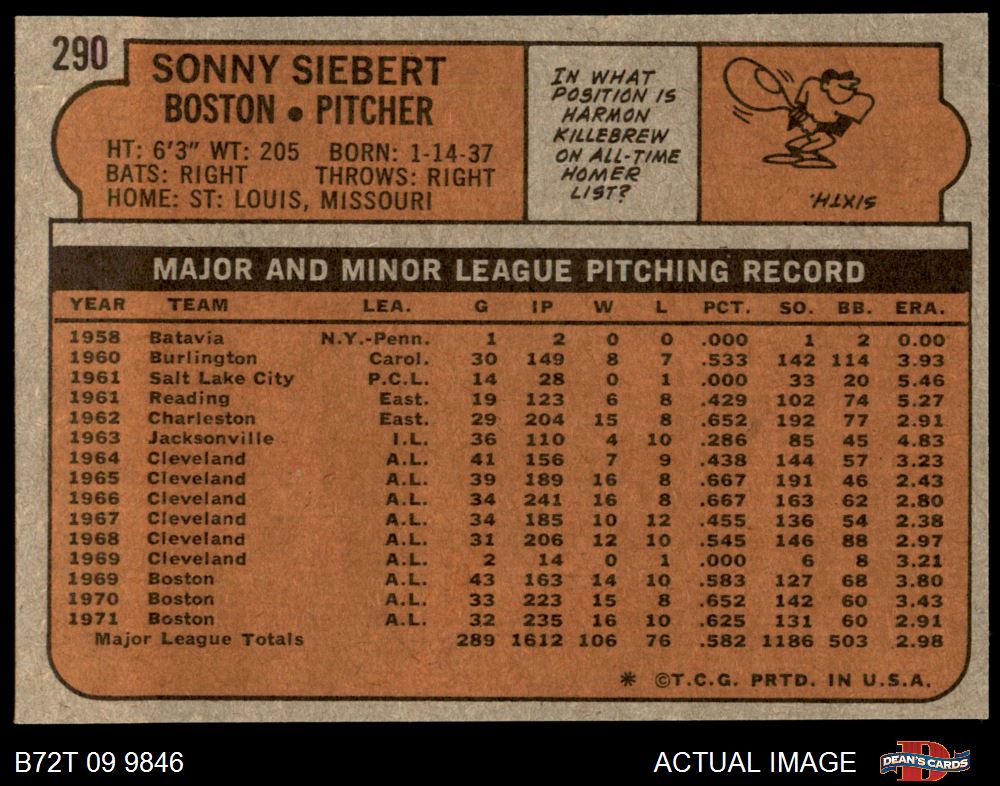 290
SONNY SIEBERT
BOSTON • PITCHER
HT: 6'3" WT: 205 BORN: 1-14-37
BATS: RIGHT THROWS: RIGHT
HOME: ST: LOUIS, MISSOURI
IN WHAT
POSITION IS
HARMON
KILLEBREW
ON ALL-TIME
HOMER
LIST?
SIXTH.
MAJOR AND MINOR LEAGUE PITCHING RECORD
YEAR TEAM LEA. G IP W L PCT. SO. BB. ERA.
1958 Batavia N.Y.-Penn. 1 2 0 0 .000 1 2 0.00
1960 Burlington Carol. 30 149 8 7 .533 142 114 3.93
1961 Salt Lake City P.C.L. 14 28 0 1 .000 33 20 5.46
1961 Reading East. 19 123 6 8 .429 102 74 5.27
1962 Charleston East. 29 204 15 8 .652 192 77 2.91
1963 Jacksonville I.L. 36 110 4 10 .286 85 45 4.83
1964 Cleveland A.L. 41 156 7 9 .438 144 57 3.23
1965 Cleveland A.L. 39 189 16 8 .667 191 46 2.43
1966 Cleveland A.L. 34 241 16 8 .667 163 62 2.80
1967 Cleveland A.L. 34 185 10 12 .455 136 54 2.38
1968 Cleveland A.L. 31 206 12 10 .545 146 88 2.97
1969 Cleveland A.L. 2 14 0 1 .000 6 8 3.21
1969 Boston A.L. 43 163 14 10 .583 127 68 3.80
1970 Boston A.L. 33 223 15 8 .652 142 60 3.43
1971 Boston A.L. 32 235 16 10 .625 131 60 2.91
Major League Totals 289 1612 106 76 .582 1186 503 2.98
* ©T.C.G. PRTD. IN U.S.A.
B72T 09 9846
ACTUAL IMAGE
D
DEAN'S CARDS